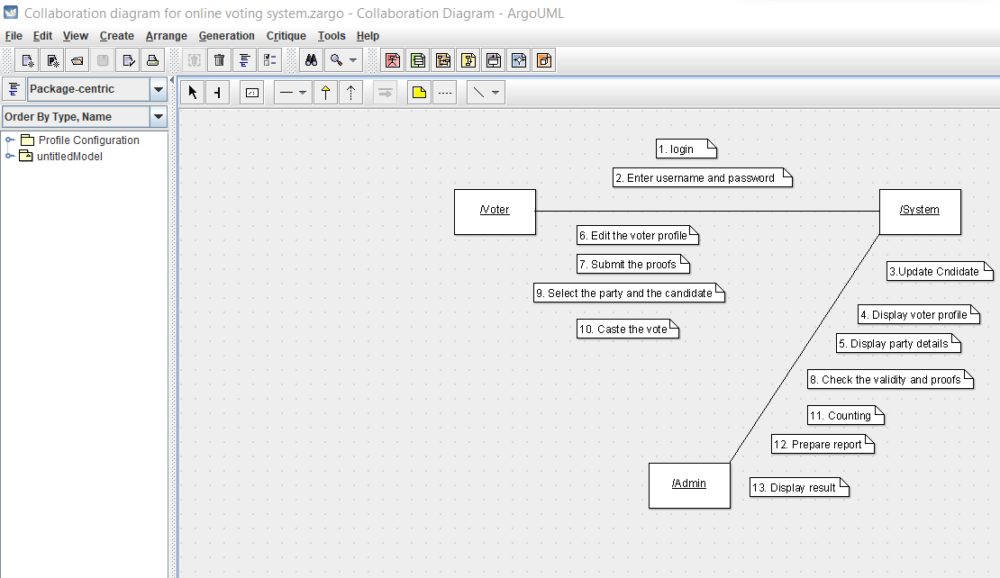 Collaboration diagram for online voting system.zargo - Collaboration Diagram - ArgoUML
File Edit View Create Arrange Generation Critique Tools Help
Package-centric
Order By Type, Name
Profile Configuration
untitledModel
1. login
2. Enter username and password
/Voter
/System
6. Edit the voter profile
7. Submit the proofs
9. Select the party and the candidate
10. Caste the vote
3.Update Cndidate
4. Display voter profile
5. Display party details
8. Check the validity and proofs
11. Counting
12. Prepare report
/Admin
13. Display result